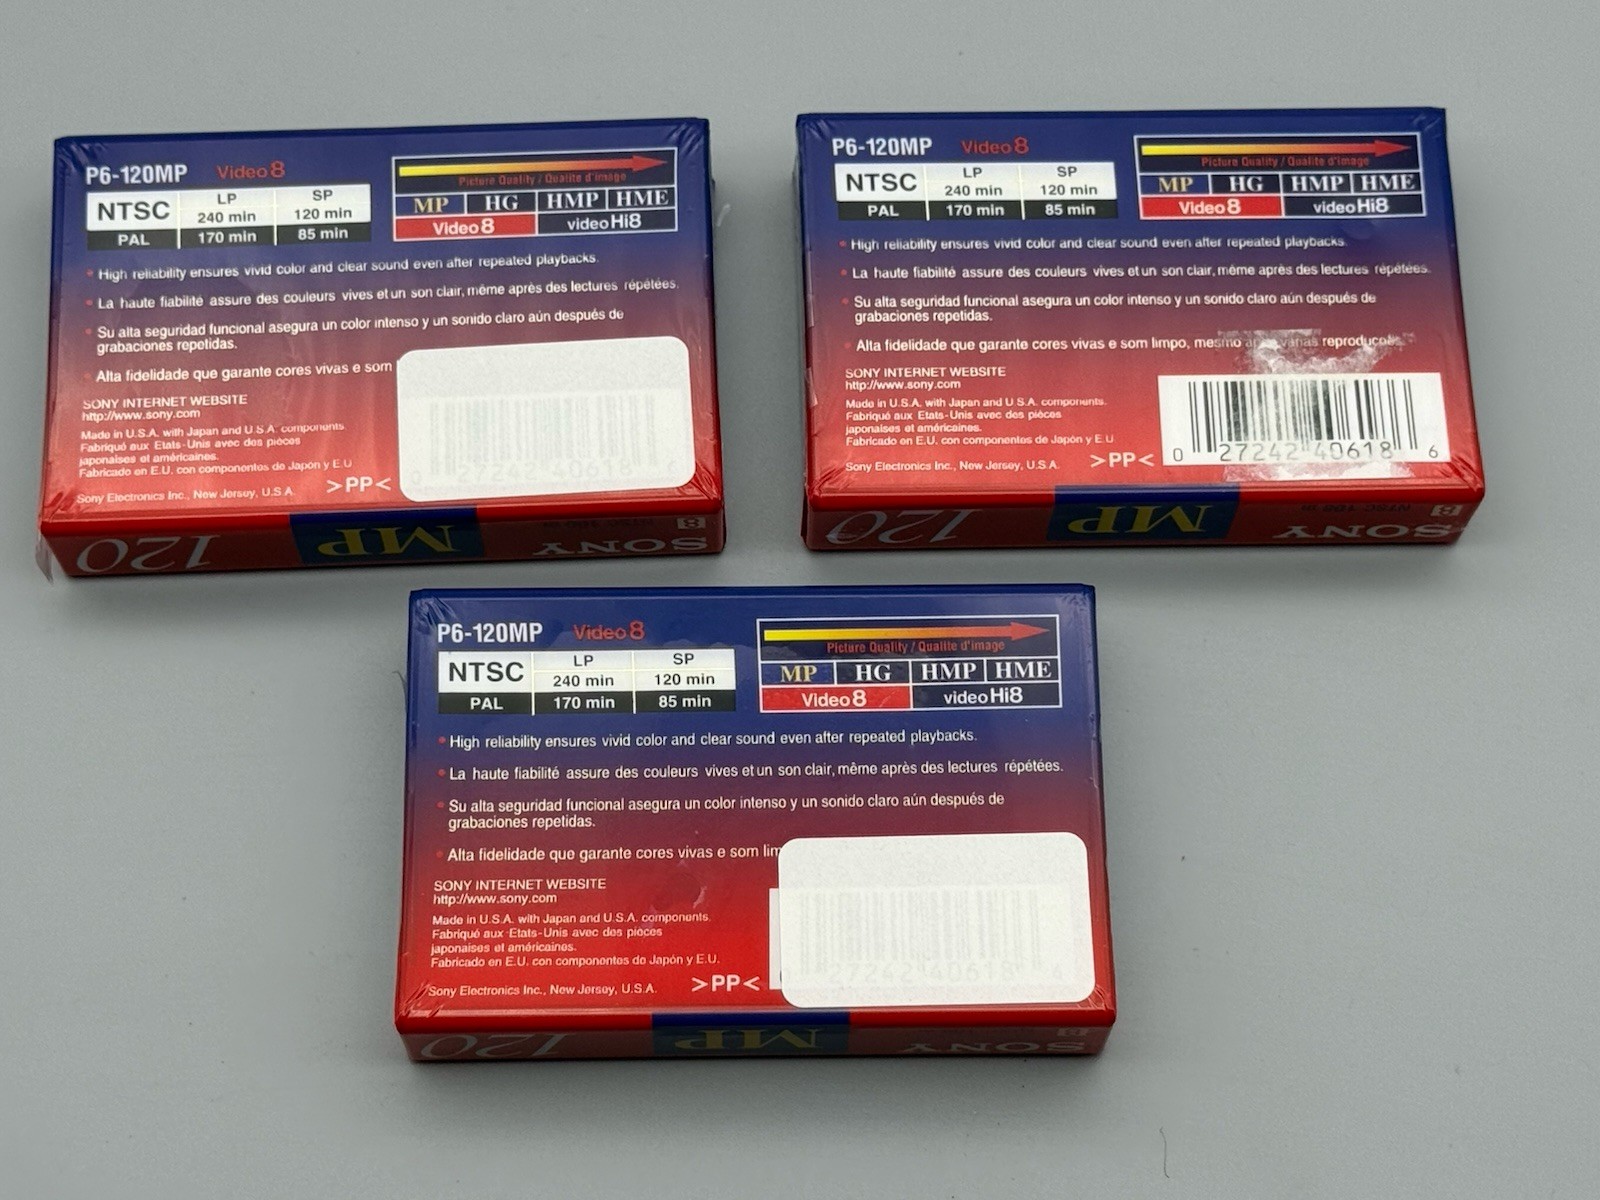 P6-120MP Video8
NTSC LP SP
240 min 120 min
PAL 170 min 85 min
Picture Quality / Qualité d'image
MP HG HMP HME
Video8 videoHi8
• High reliability ensures vivid color and clear sound even after repeated playbacks.
• La haute fiabilité assure des couleurs vives et un son clair, même après des lectures répétées.
• Su alta seguridad funcional asegura un color intenso y un sonido claro aún después de
grabaciones repetidas.
• Alta fidelidade que garante cores vivas e som
SONY INTERNET WEBSITE
http://www.sony.com
Made in U.S.A. with Japan and U.S.A. components.
Fabriqué aux Etats-Unis avec des pièces
japonaises et américaines.
Fabricado en E.U. con componentes de Japón y E.U
Sony Electronics Inc., New Jersey, U.S.A.
>PP<
120 MP SONY 8
P6-120MP Video8
NTSC LP SP
240 min 120 min
PAL 170 min 85 min
Picture Quality / Qualité d'image
MP HG HMP HME
Video8 videoHi8
• High reliability ensures vivid color and clear sound even after repeated playbacks.
• La haute fiabilité assure des couleurs vives et un son clair, même après des lectures répétées.
• Su alta seguridad funcional asegura un color intenso y un sonido claro aún después de
grabaciones repetidas.
• Alta fidelidade que garante cores vivas e som limpo, mesmo
SONY INTERNET WEBSITE
http://www.sony.com
Made in U.S.A. with Japan and U.S.A. components.
Fabriqué aux Etats-Unis avec des pièces
japonaises et américaines.
Fabricado en E.U. con componentes de Japón y E.U
Sony Electronics Inc., New Jersey, U.S.A.
>PP<
0 27242 40618 6
120 MP SONY 8
P6-120MP Video8
NTSC LP SP
240 min 120 min
PAL 170 min 85 min
Picture Quality / Qualité d'image
MP HG HMP HME
Video8 videoHi8
• High reliability ensures vivid color and clear sound even after repeated playbacks.
• La haute fiabilité assure des couleurs vives et un son clair, même après des lectures répétées.
• Su alta seguridad funcional asegura un color intenso y un sonido claro aún después de
grabaciones repetidas.
• Alta fidelidade que garante cores vivas e som lim
SONY INTERNET WEBSITE
http://www.sony.com
Made in U.S.A. with Japan and U.S.A. components.
Fabriqué aux Etats-Unis avec des pièces
japonaises et américaines.
Fabricado en E.U. con componentes de Japón y E.U.
Sony Electronics Inc., New Jersey, U.S.A.
>PP<
27242 40618 6
120 MP SONY 8